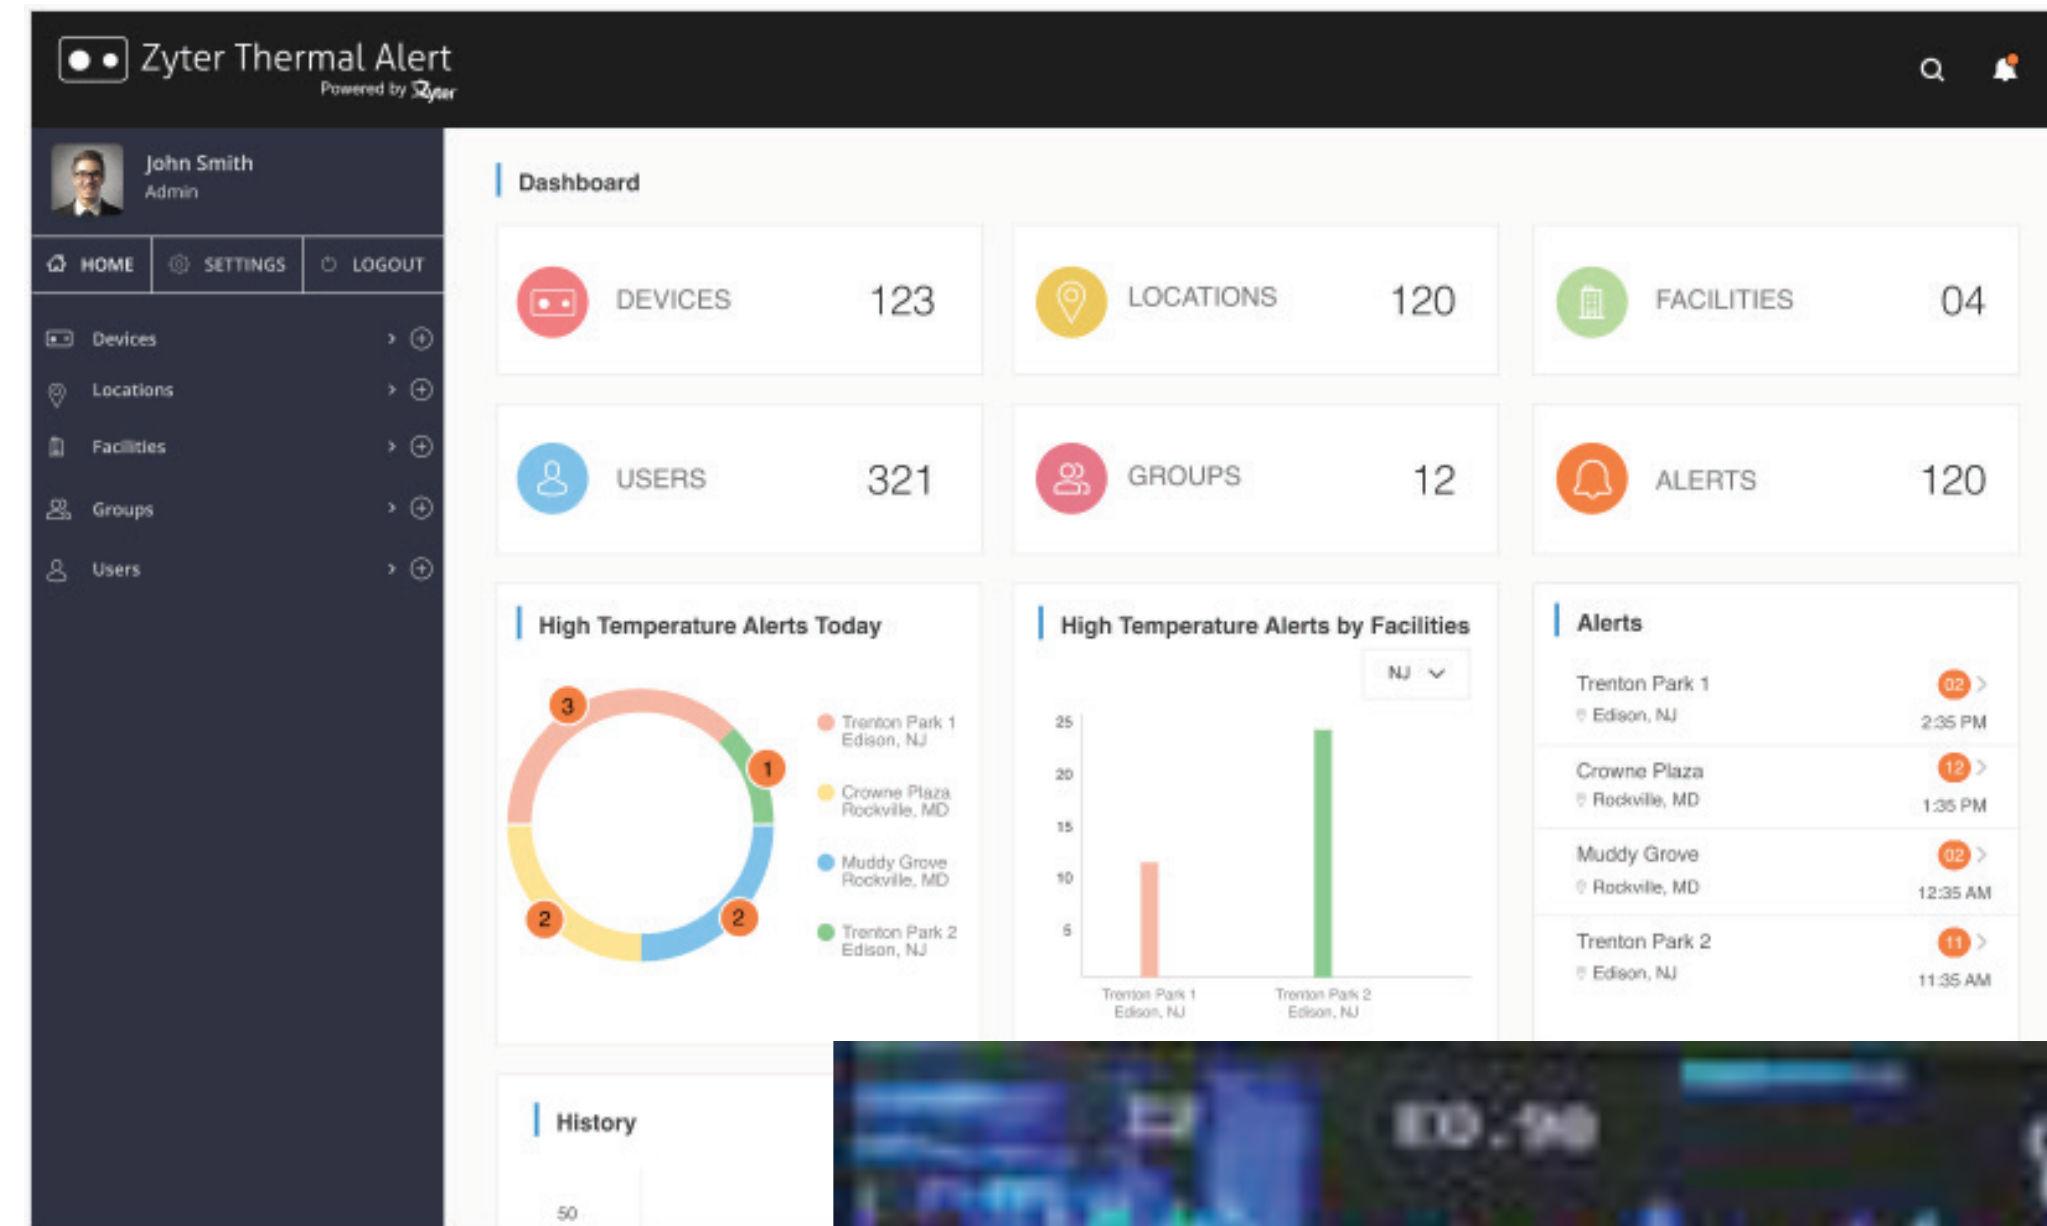 Zyter Thermal Alert
Powered by Zyter
John Smith
Admin
HOME
SETTINGS
LOGOUT
Devices
Locations
Facilities
Groups
Users
Dashboard
DEVICES 123
LOCATIONS 120
FACILITIES 04
USERS 321
GROUPS 12
ALERTS 120
High Temperature Alerts Today
3
1
2
2
Trenton Park 1
Edison, NJ
Crowne Plaza
Rockville, MD
Muddy Grove
Rockville, MD
Trenton Park 2
Edison, NJ
High Temperature Alerts by Facilities
NJ
25
20
15
10
5
Trenton Park 1
Edison, NJ
Trenton Park 2
Edison, NJ
Alerts
Trenton Park 1 02
Edison, NJ 2:35 PM
Crowne Plaza 12
Rockville, MD 1:35 PM
Muddy Grove 02
Rockville, MD 12:35 AM
Trenton Park 2 11
Edison, NJ 11:35 AM
History
50